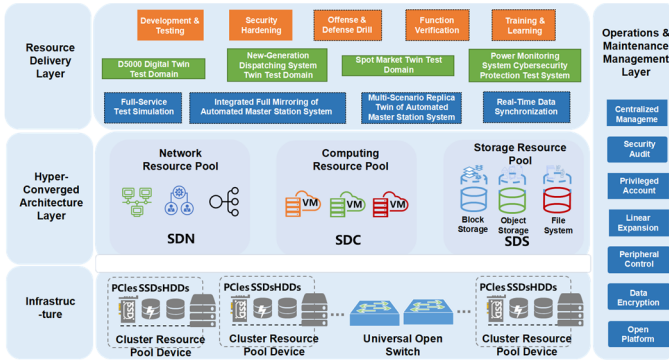 Resource
Delivery
Layer
Development &
Testing
Security
Hardening
Offense &
Defense Drill
Function
Verification
Training &
Learning
D5000 Digital Twin
Test Domain
New-Generation
Dispatching System
Twin Test Domain
Spot Market Twin Test
Domain
Power Monitoring
System Cybersecurity
Protection Test System
Full-Service
Test Simulation
Integrated Full Mirroring of
Automated Master Station System
Multi-Scenario Replica
Twin of Automated
Master Station System
Real-Time Data
Synchronization
Hyper-
Converged
Architecture
Layer
Network
Resource Pool
SDN
Computing
Resource Pool
VM
VM
VM
SDC
Storage Resource
Pool
Block
Storage
Object
Storage
File
System
SDS
Infrastruc-
-ture
PCIes SSDsHDDs
Cluster Resource
Pool Device
PCIes SSDsHDDs
Cluster Resource
Pool Device
...
Universal Open
Switch
...
PCIes SSDsHDDs
Cluster Resource
Pool Device
Operations &
Maintenance
Management
Layer
Centralized
Manageme
Security
Audit
Privileged
Account
Linear
Expansion
Peripheral
Control
Data
Encryption
Open
Platform